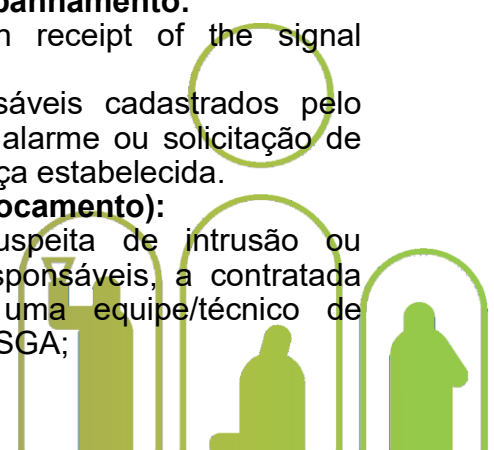 panhamento:
n receipt of the signal
sáveis cadastrados pelo
alarme ou solicitação de
ça estabelecida.
ocamento):
uspeita de intrusão ou
sponsáveis, a contratada
uma equipe/técnico de
SGA;